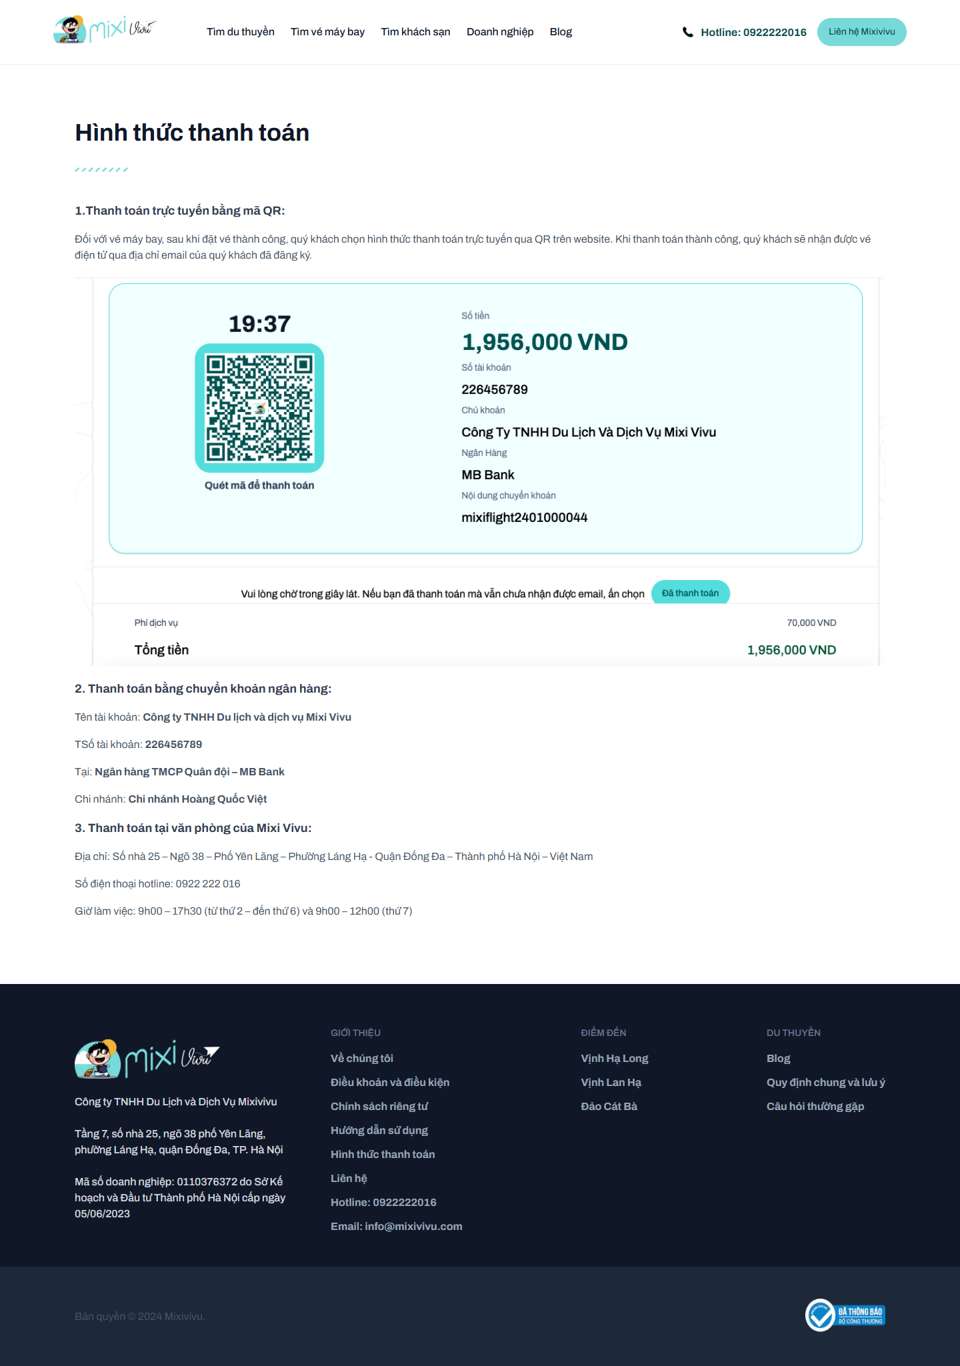 mixi Vivu
Tìm du thuyền
Tìm vé máy bay
Tìm khách sạn
Doanh nghiệp
Blog
Hotline: 0922222016
Liên hệ Mixivivu
Hình thức thanh toán
1.Thanh toán trực tuyến bằng mã QR:
Đối với vé máy bay, sau khi đặt vé thành công, quý khách chọn hình thức thanh toán trực tuyến qua QR trên website. Khi thanh toán thành công, quý khách sẽ nhận được vé
điện tử qua địa chỉ email của quý khách đã đăng ký.
19:37
Quét mã để thanh toán
Số tiền
1,956,000 VND
Số tài khoản
226456789
Chủ khoản
Công Ty TNHH Du Lịch Và Dịch Vụ Mixi Vivu
Ngân Hàng
MB Bank
Nội dung chuyển khoản
mixiflight2401000044
Vui lòng chờ trong giây lát. Nếu bạn đã thanh toán mà vẫn chưa nhận được email, ấn chọn
Đã thanh toán
Phí dịch vụ
70,000 VND
Tổng tiền
1,956,000 VND
2. Thanh toán bằng chuyển khoản ngân hàng:
Tên tài khoản: Công ty TNHH Du lịch và dịch vụ Mixi Vivu
TSố tài khoản: 226456789
Tại: Ngân hàng TMCP Quân đội – MB Bank
Chi nhánh: Chi nhánh Hoàng Quốc Việt
3. Thanh toán tại văn phòng của Mixi Vivu:
Địa chỉ: Số nhà 25 – Ngõ 38 – Phố Yên Lãng – Phường Láng Hạ - Quận Đống Đa – Thành phố Hà Nội – Việt Nam
Số điện thoại hotline: 0922 222 016
Giờ làm việc: 9h00 – 17h30 (từ thứ 2 – đến thứ 6) và 9h00 – 12h00 (thứ 7)
mixi Vivu
Công ty TNHH Du Lịch và Dịch Vụ Mixivivu
Tầng 7, số nhà 25, ngõ 38 phố Yên Lãng,
phường Láng Hạ, quận Đống Đa, TP. Hà Nội
Mã số doanh nghiệp: 0110376372 do Sở Kế
hoạch và Đầu tư Thành phố Hà Nội cấp ngày
05/06/2023
GIỚI THIỆU
Về chúng tôi
Điều khoản và điều kiện
Chính sách riêng tư
Hướng dẫn sử dụng
Hình thức thanh toán
Liên hệ
Hotline: 0922222016
Email: info@mixivivu.com
ĐIỂM ĐẾN
Vịnh Hạ Long
Vịnh Lan Hạ
Đảo Cát Bà
DU THUYỀN
Blog
Quy định chung và lưu ý
Câu hỏi thường gặp
Bản quyền © 2024 Mixivivu.
ĐÃ THÔNG BÁO
BỘ CÔNG THƯƠNG